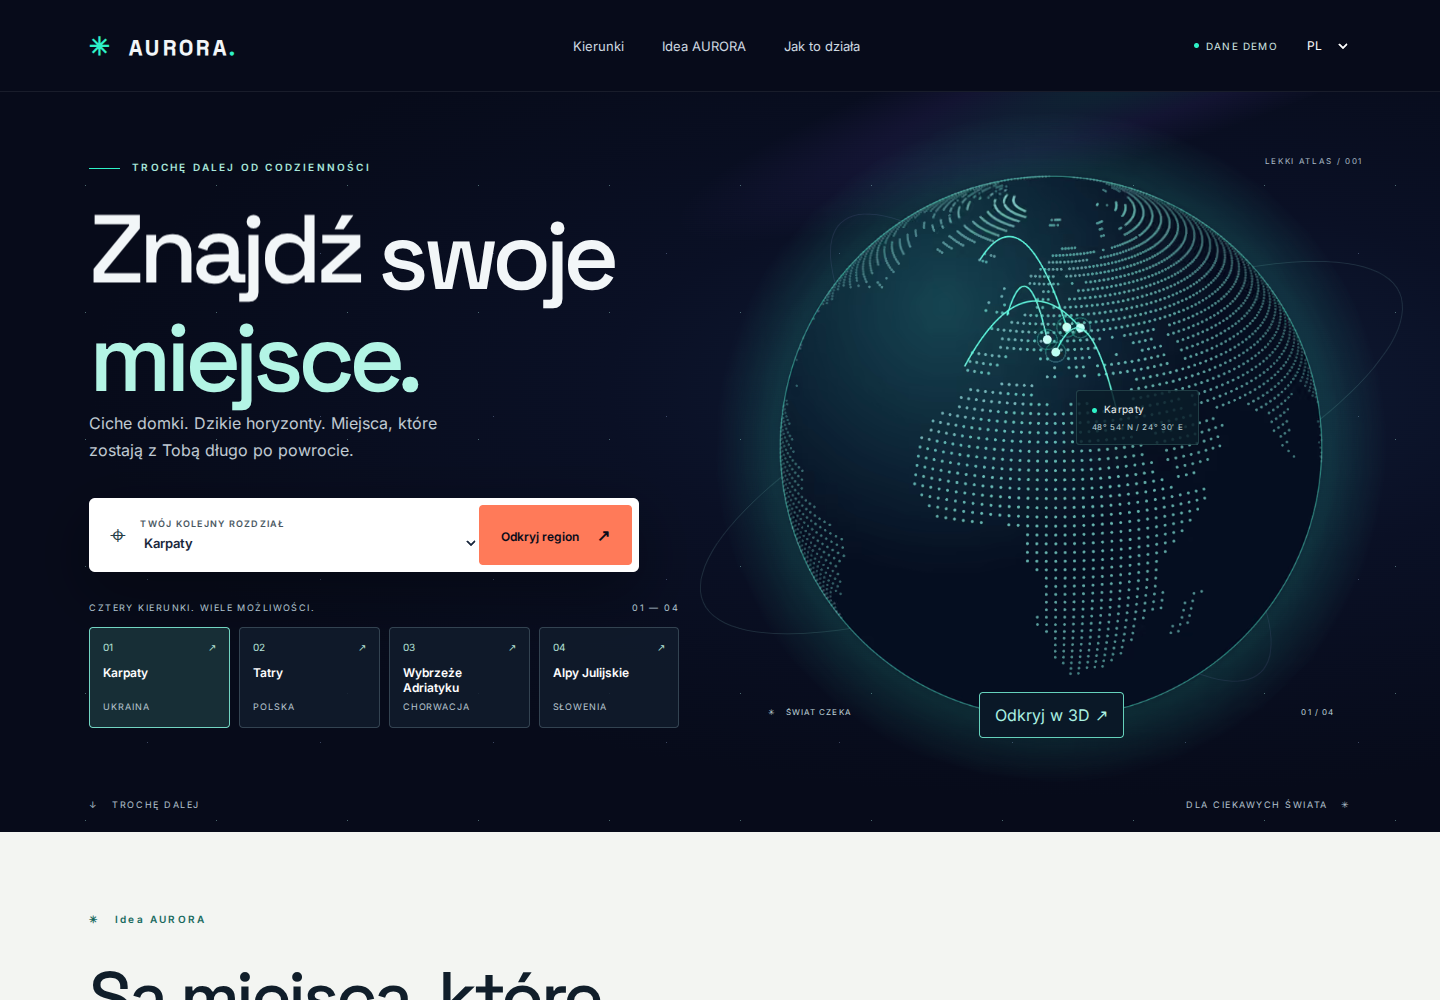 AURORA.
Kierunki
Idea AURORA
Jak to działa
DANE DEMO
PL
TROCHĘ DALEJ OD CODZIENNOŚCI
Znajdź swoje
miejsce.
Ciche domki. Dzikie horyzonty. Miejsca, które
zostają z Tobą długo po powrocie.
TWÓJ KOLEJNY ROZDZIAŁ
Karpaty
Odkryj region ↗
CZTERY KIERUNKI. WIELE MOŻLIWOŚCI.
01 — 04
01 ↗
Karpaty
UKRAINA
02 ↗
Tatry
POLSKA
03 ↗
Wybrzeże
Adriatyku
CHORWACJA
04 ↗
Alpy Julijskie
SŁOWENIA
LEKKI ATLAS / 001
Karpaty
48° 54′ N / 24° 30′ E
ŚWIAT CZEKA
Odkryj w 3D ↗
01 / 04
↓ TROCHĘ DALEJ
DLA CIEKAWYCH ŚWIATA
Idea AURORA
Są miejsca, które